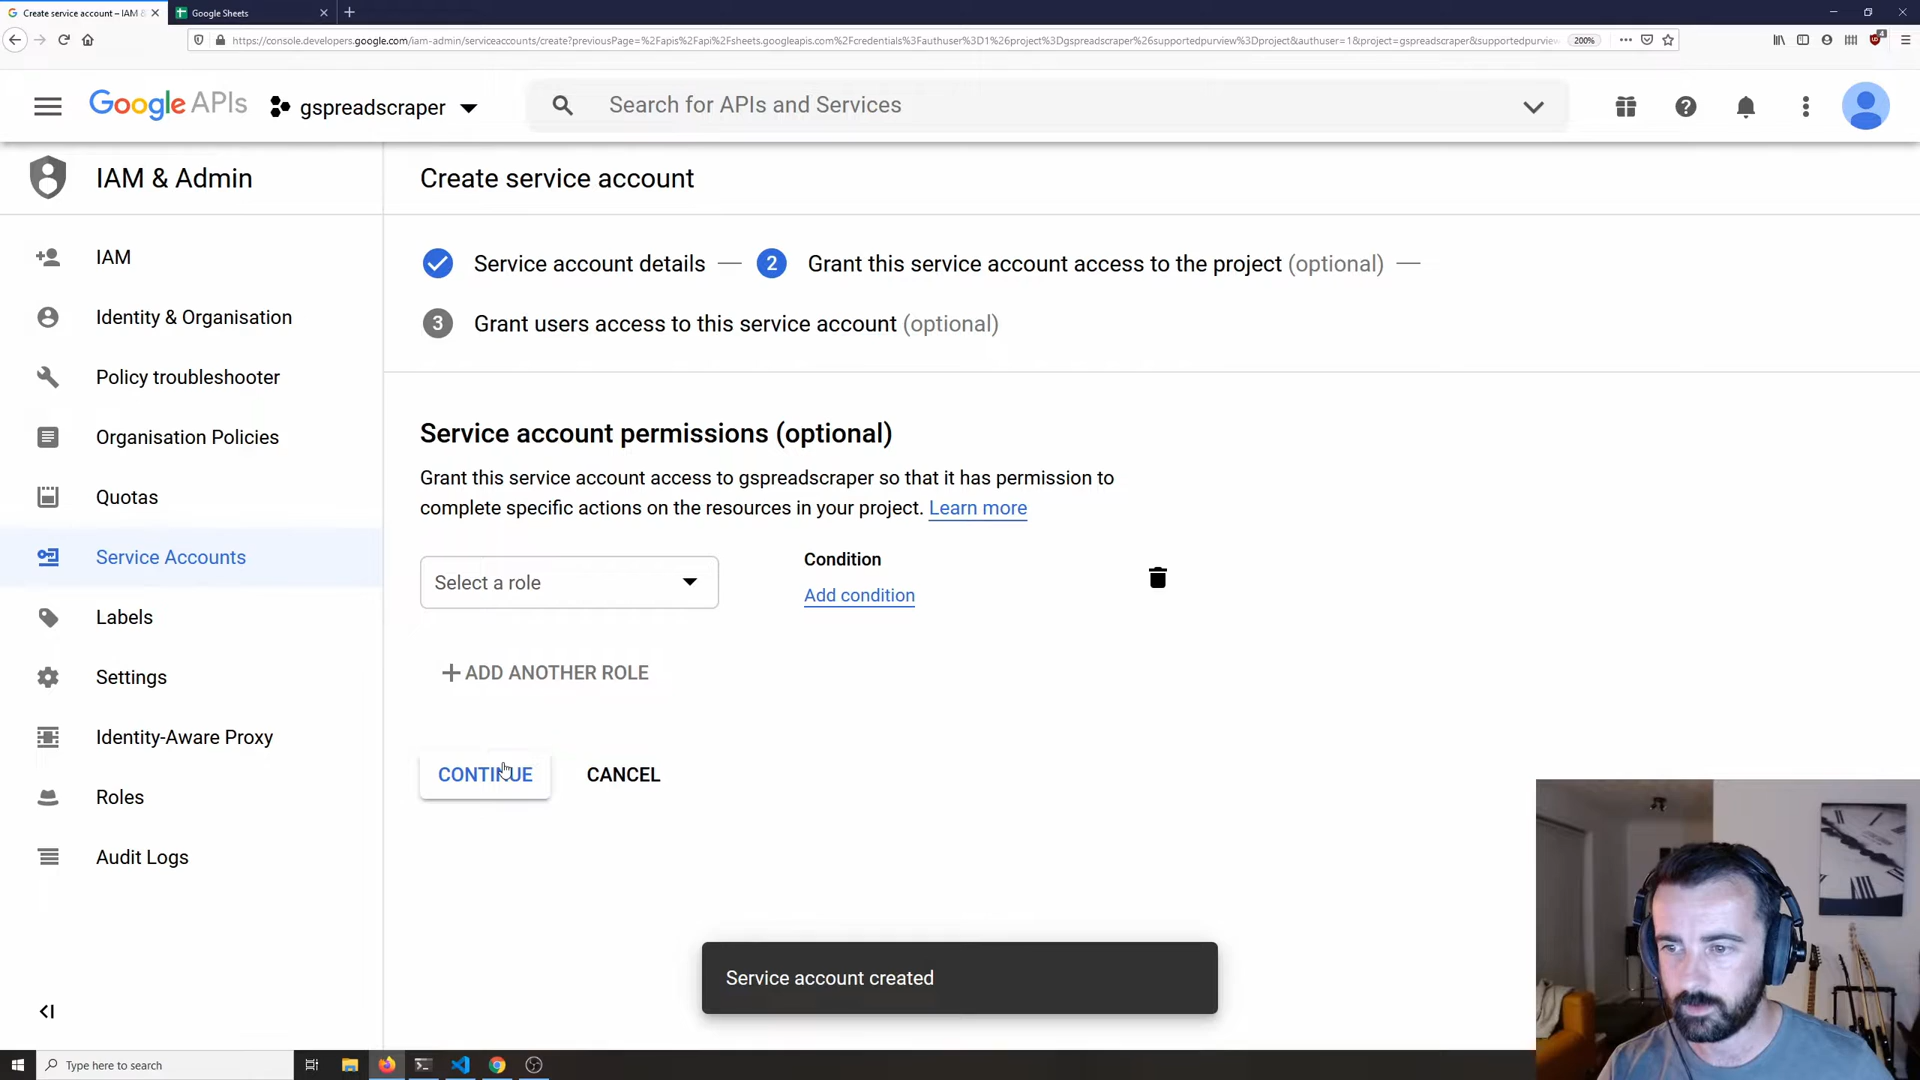 Create service account – IAM &
Google Sheets
https://console.developers.google.com/iam-admin/serviceaccounts/create?previousPage=%2Fapis%2Fapi%2Fsheets.googleapis.com%2Fcredentials%3Fauthuser%3D1%26project%3Dgspreadscraper%26supportedpurview%3Dproject&authuser=1&project=gspreadscraper&supportedpurvie
200%
4
Google APIs
gspreadscraper
Search for APIs and Services
IAM & Admin
Create service account
Service account details
2 Grant this service account access to the project (optional)
3 Grant users access to this service account (optional)
IAM
Identity & Organisation
Policy troubleshooter
Organisation Policies
Quotas
Service Accounts
Labels
Settings
Identity-Aware Proxy
Roles
Audit Logs
Service account permissions (optional)
Grant this service account access to gspreadscraper so that it has permission to
complete specific actions on the resources in your project. Learn more
Select a role
Condition
Add condition
ADD ANOTHER ROLE
CONTINUE
CANCEL
Service account created
Type here to search